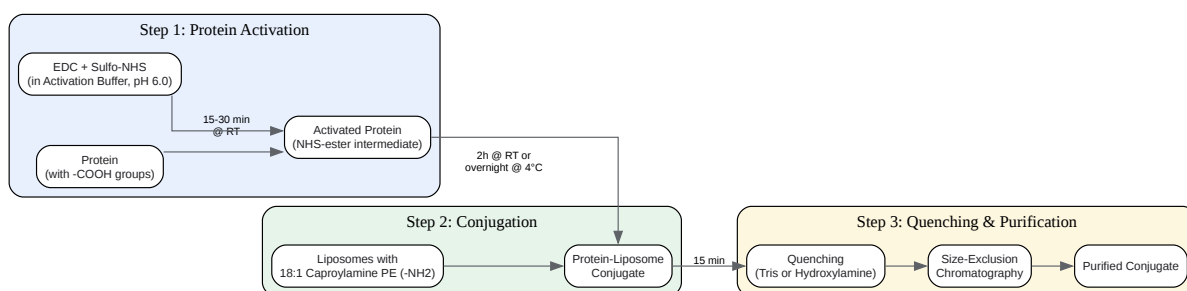 Step 1: Protein Activation
EDC + Sulfo-NHS
(in Activation Buffer, pH 6.0)
15-30 min
@ RT
Activated Protein
(NHS-ester intermediate)
Protein
(with -COOH groups)
2h @ RT or
overnight @ 4°C
Step 2: Conjugation
Liposomes with
18:1 Caproylamine PE (-NH2)
Protein-Liposome
Conjugate
15 min
Step 3: Quenching & Purification
Quenching
(Tris or Hydroxylamine)
Size-Exclusion
Chromatography
Purified Conjugate